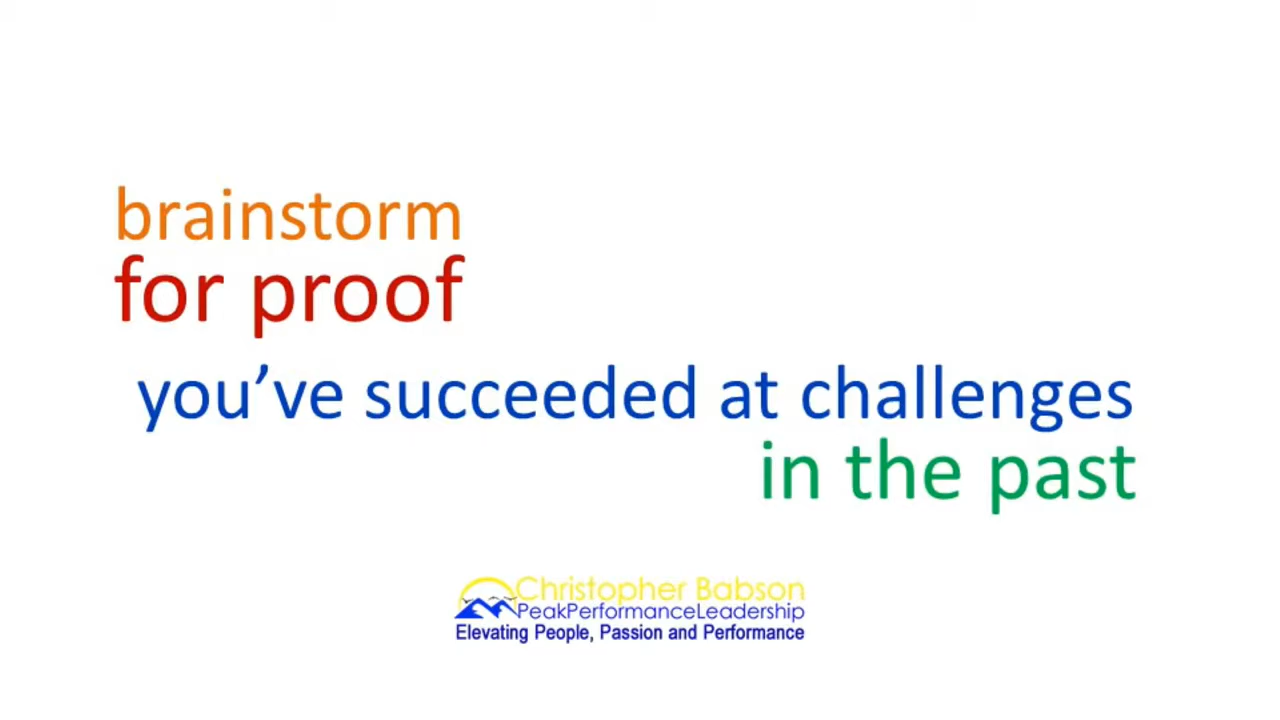 brainstorm
for proof
you've succeeded at challenges
in the past
Christopher Babson
PeakPerformanceLeadership
Elevating People, Passion and Performance